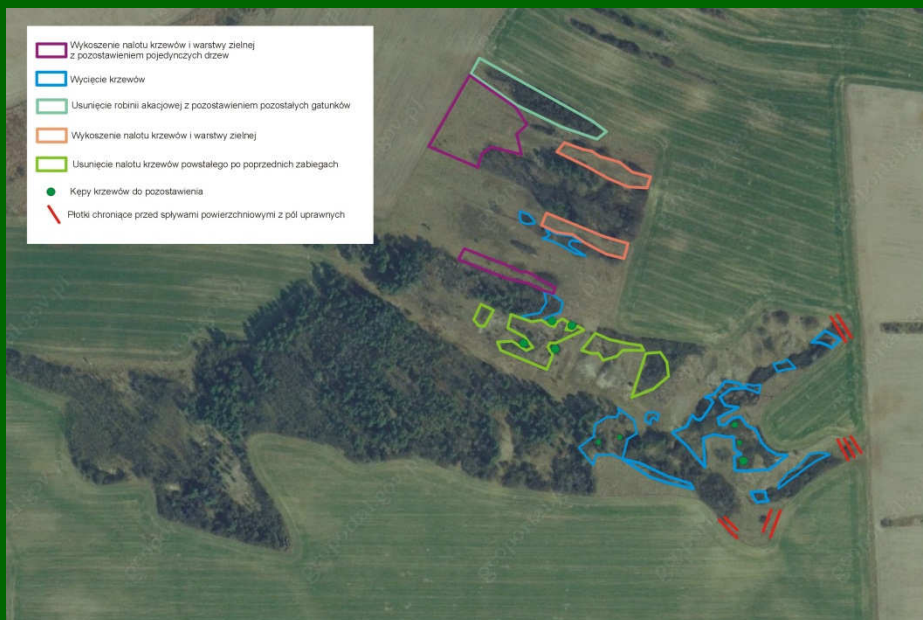 Wykoszenie nalotu krzewów i warstwy zielnej
z pozostawieniem pojedynczych drzew
Wycięcie krzewów
Usunięcie robinii akacjowej z pozostawieniem pozostałych gatunków
Wykoszenie nalotu krzewów i warstwy zielnej
Usunięcie nalotu krzewów powstałego po poprzednich zabiegach
Kępy krzewów do pozostawienia
Płotki chroniące przed spływami powierzchniowymi z pól uprawnych